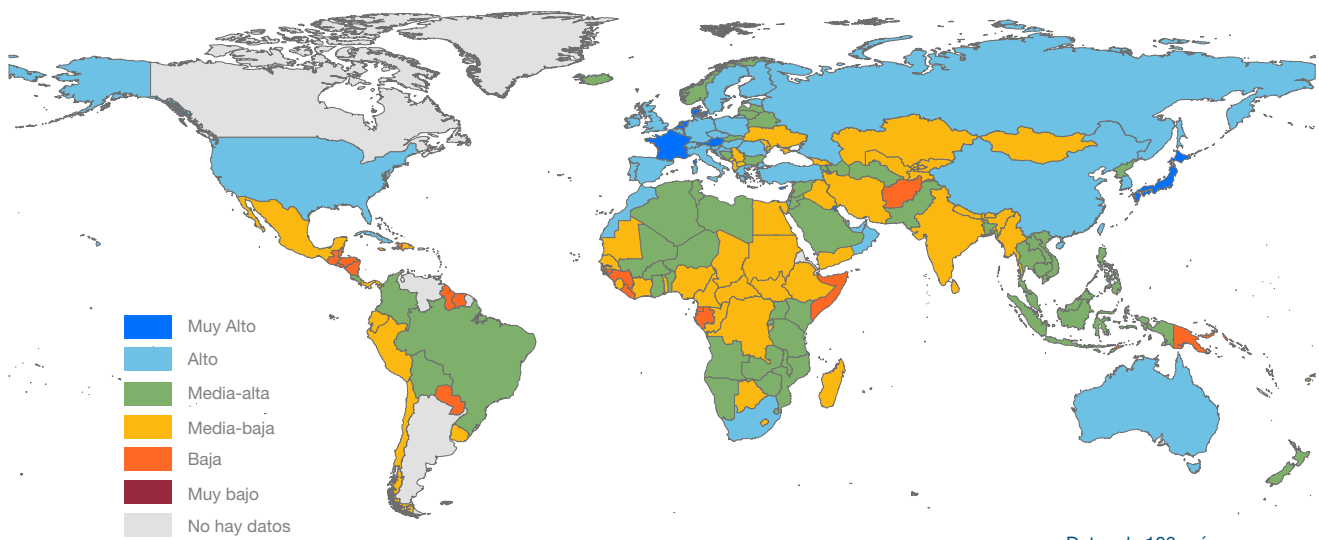 Muy Alto
Alto
Media-alta
Media-baja
Baja
Muy bajo
No hay datos